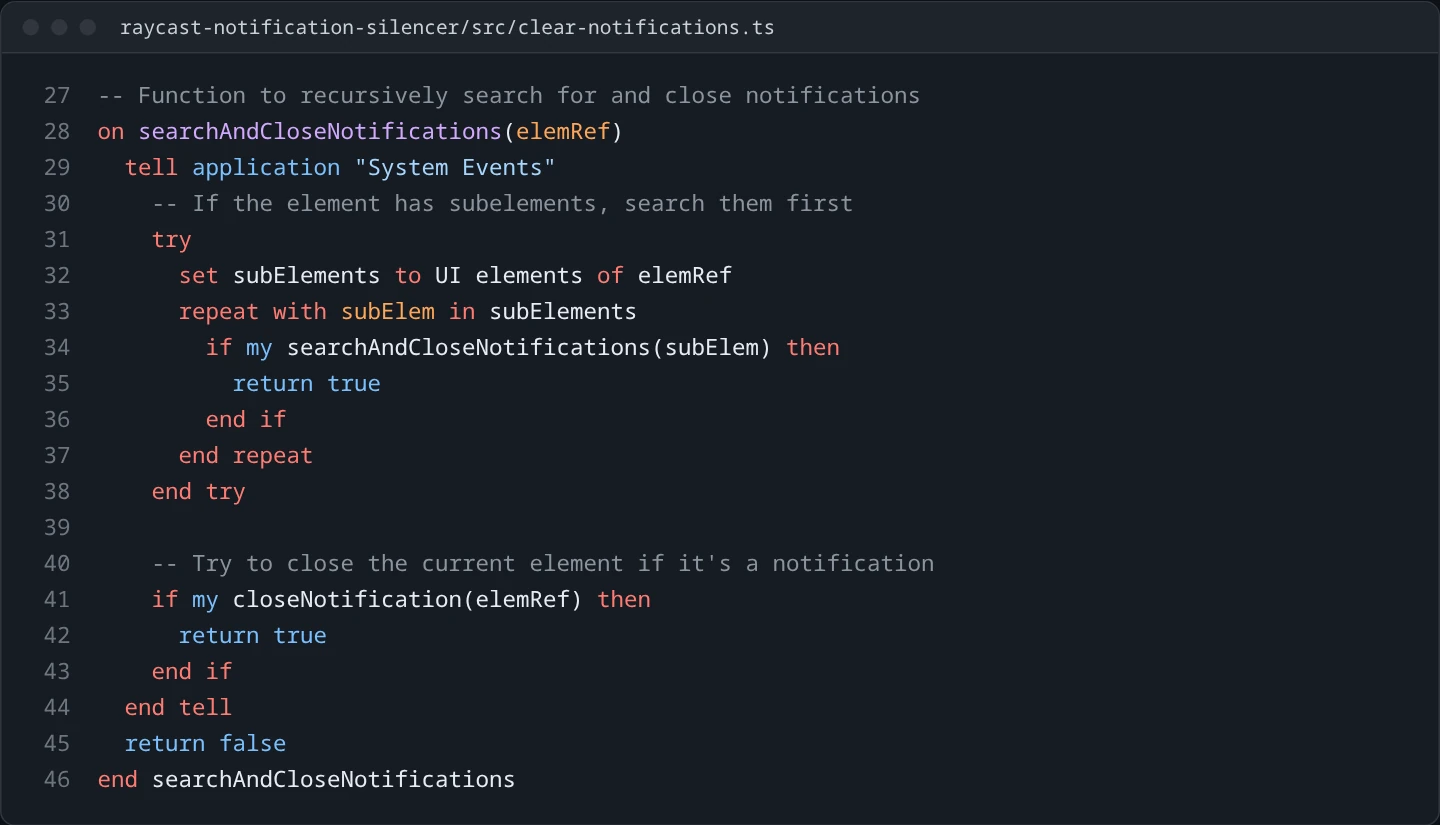 raycast-notification-silencer/src/clear-notifications.ts
27 -- Function to recursively search for and close notifications
28 on searchAndCloseNotifications(elemRef)
29   tell application "System Events"
30     -- If the element has subelements, search them first
31     try
32       set subElements to UI elements of elemRef
33       repeat with subElem in subElements
34         if my searchAndCloseNotifications(subElem) then
35           return true
36         end if
37       end repeat
38     end try
39
40     -- Try to close the current element if it's a notification
41     if my closeNotification(elemRef) then
42       return true
43     end if
44   end tell
45   return false
46 end searchAndCloseNotifications